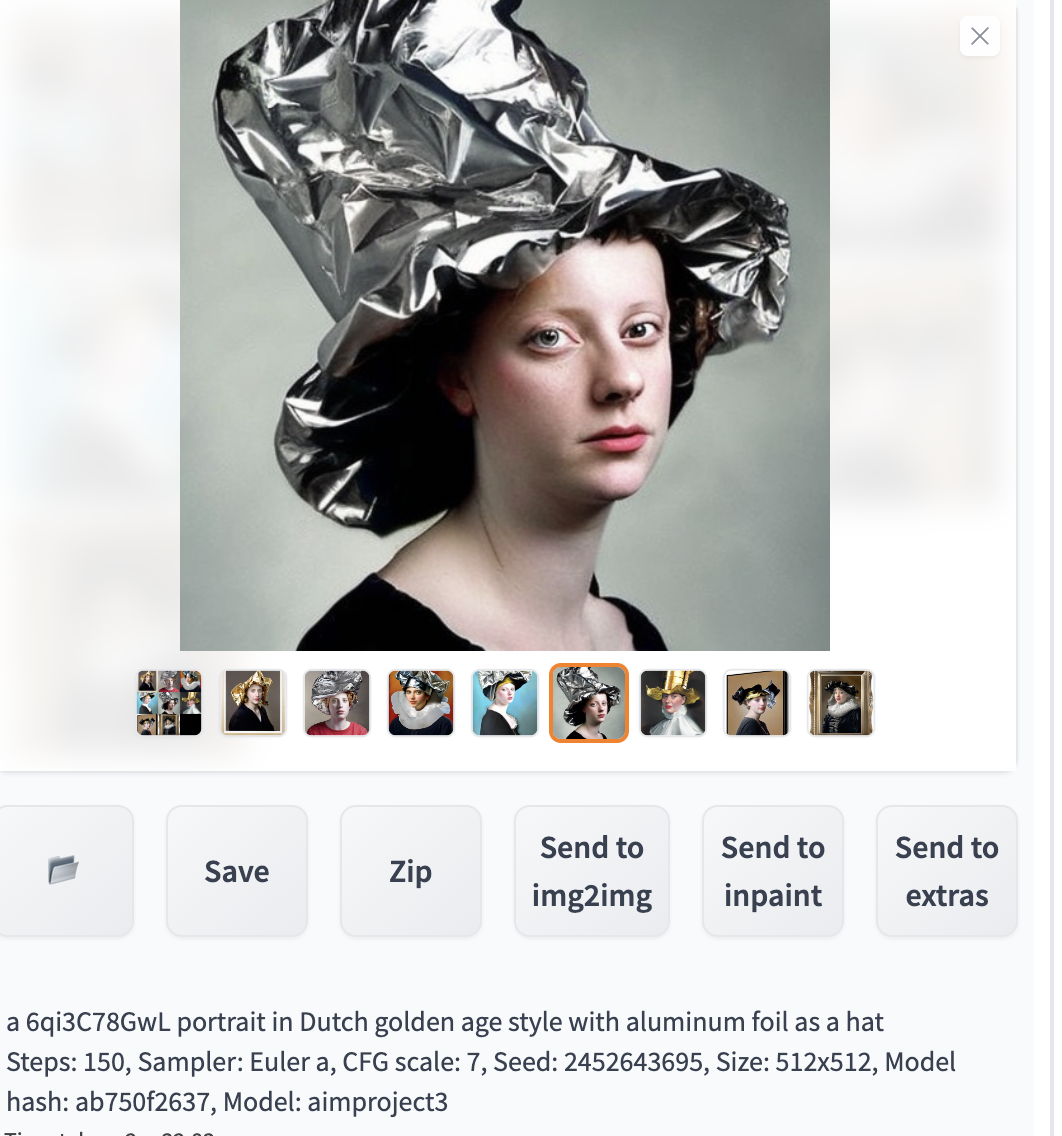 Save
Zip
Send to
img2img
Send to
inpaint
Send to
extras
a 6qi3C78GwL portrait in Dutch golden age style with aluminum foil as a hat
Steps: 150, Sampler: Euler a, CFG scale: 7, Seed: 2452643695, Size: 512x512, Model
hash: ab750f2637, Model: aimproject3